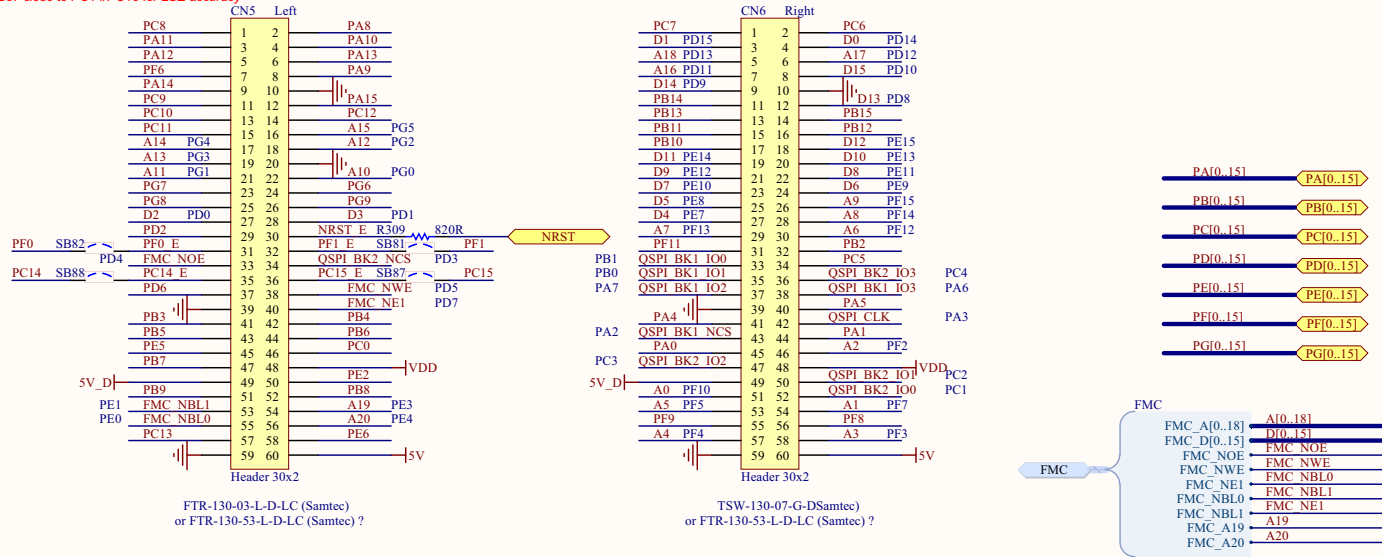 CN5 Left
PC8 1 2 PA8
PA11 3 4 PA10
PA12 5 6 PA13
PF6 7 8 PA9
PA14 9 10
PC9 11 12 PA15
PC10 13 14 PC12
PC11 15 16 A15 PG5
A14 PG4 17 18 A12 PG2
A13 PG3 19 20
A11 PG1 21 22 A10 PG0
PG7 23 24 PG6
PG8 25 26 PG9
D2 PD0 27 28 D3 PD1
PD2 29 30 NRST_E R309 820R NRST
PF0 SB82 PF0_E 31 32 PF1_E SB81 PF1
PD4 FMC_NOE 33 34 QSPI_BK2_NCS PD3
PC14 SB88 PC14_E 35 36 PC15_E SB87 PC15
PD6 37 38 FMC_NWE PD5
39 40 FMC_NE1 PD7
PB3 41 42 PB4
PB5 43 44 PB6
PE5 45 46 PC0
PB7 47 48 VDD
5V_D 49 50 PE2
PB9 51 52 PB8
PE1 FMC_NBL1 53 54 A19 PE3
PE0 FMC_NBL0 55 56 A20 PE4
PC13 57 58 PE6
59 60 5V
Header 30x2
FTR-130-03-L-D-LC (Samtec)
or FTR-130-53-L-D-LC (Samtec) ?
CN6 Right
PC7 1 2 PC6
D1 PD15 3 4 D0 PD14
A18 PD13 5 6 A17 PD12
A16 PD11 7 8 D15 PD10
D14 PD9 9 10
PB14 11 12 D13 PD8
PB13 13 14 PB15
PB11 15 16 PB12
PB10 17 18 D12 PE15
D11 PE14 19 20 D10 PE13
D9 PE12 21 22 D8 PE11
D7 PE10 23 24 D6 PE9
D5 PE8 25 26 A9 PF15
D4 PE7 27 28 A8 PF14
A7 PF13 29 30 A6 PF12
PF11 31 32 PB2
PB1 QSPI_BK1_IO0 33 34 PC5
PB0 QSPI_BK1_IO1 35 36 QSPI_BK2_IO3 PC4
PA7 QSPI_BK1_IO2 37 38 QSPI_BK1_IO3 PA6
39 40 PA5
PA4 41 42 QSPI_CLK PA3
PA2 QSPI_BK1_NCS 43 44 PA1
PA0 45 46 A2 PF2
PC3 QSPI_BK2_IO2 47 48 VDD
5V_D 49 50 QSPI_BK2_IO1 PC2
A0 PF10 51 52 QSPI_BK2_IO0 PC1
A5 PF5 53 54 A1 PF7
PF9 55 56 PF8
A4 PF4 57 58 A3 PF3
59 60 5V
Header 30x2
TSW-130-07-G-DSamtec)
or FTR-130-53-L-D-LC (Samtec) ?
PA[0..15] PA[0..15]
PB[0..15] PB[0..15]
PC[0..15] PC[0..15]
PD[0..15] PD[0..15]
PE[0..15] PE[0..15]
PF[0..15] PF[0..15]
PG[0..15] PG[0..15]
FMC
FMC
FMC_A[0..18] A[0..18]
FMC_D[0..15] D[0..15]
FMC_NOE FMC_NOE
FMC_NWE FMC_NWE
FMC_NE1 FMC_NBL0
FMC_NBL0 FMC_NBL1
FMC_NBL1 FMC_NE1
FMC_A19 A19
FMC_A20 A20